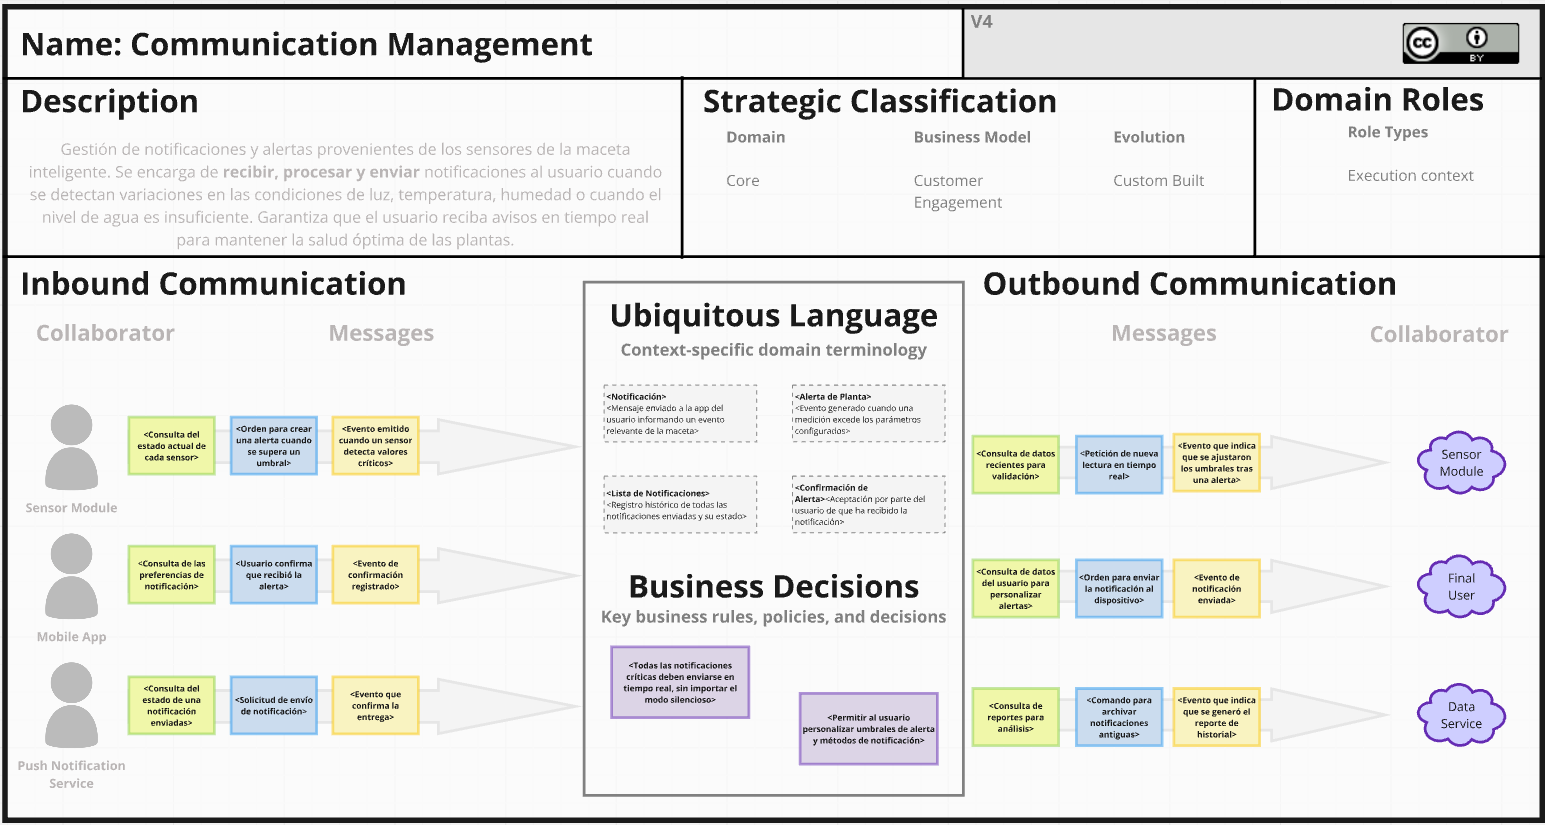 Name: Communication Management
V4
CC BY
Description
Gestión de notificaciones y alertas provenientes de los sensores de la maceta
inteligente. Se encarga de recibir, procesar y enviar notificaciones al usuario cuando
se detectan variaciones en las condiciones de luz, temperatura, humedad o cuando el
nivel de agua es insuficiente. Garantiza que el usuario reciba avisos en tiempo real
para mantener la salud óptima de las plantas.
Strategic Classification
Domain
Business Model
Evolution
Core
Customer
Engagement
Custom Built
Domain Roles
Role Types
Execution context
Inbound Communication
Collaborator
Messages
Sensor Module
<Consulta del
estado actual de
cada sensor>
<Orden para crear
una alerta cuando
se supera un
umbral>
<Evento emitido
cuando un sensor
detecta valores
críticos>
Mobile App
<Consulta de las
preferencias de
notificación>
<Usuario confirma
que recibió la
alerta>
<Evento de
confirmación
registrado>
Push Notification
Service
<Consulta del
estado de una
notificación
enviadas>
<Solicitud de envío
de notificación>
<Evento que
confirma la
entrega>
Ubiquitous Language
Context-specific domain terminology
<Notificación>
<Mensaje enviado a la app del
usuario informando un evento
relevante de la maceta>
<Alerta de Planta>
<Evento generado cuando una
medición excede los parámetros
configurados>
<Lista de Notificaciones>
<Registro histórico de todas las
notificaciones enviadas y su estado>
<Confirmación de
Alerta><Aceptación por parte del
usuario de que ha recibido la
notificación>
Business Decisions
Key business rules, policies, and decisions
<Todas las notificaciones
críticas deben enviarse en
tiempo real, sin importar el
modo silencioso>
<Permitir al usuario
personalizar umbrales de alerta
y métodos de notificación>
Outbound Communication
Messages
Collaborator
<Consulta de datos
recientes para
validación>
<Petición de nueva
lectura en tiempo
real>
<Evento que indica
que se ajustaron
los umbrales tras
una alerta>
Sensor
Module
<Consulta de datos
del usuario para
personalizar
alertas>
<Orden para enviar
la notificación al
dispositivo>
<Evento de
notificación
enviada>
Final
User
<Consulta de
reportes para
análisis>
<Comando para
archivar
notificaciones
antiguas>
<Evento que indica
que se generó el
reporte de
historial>
Data
Service